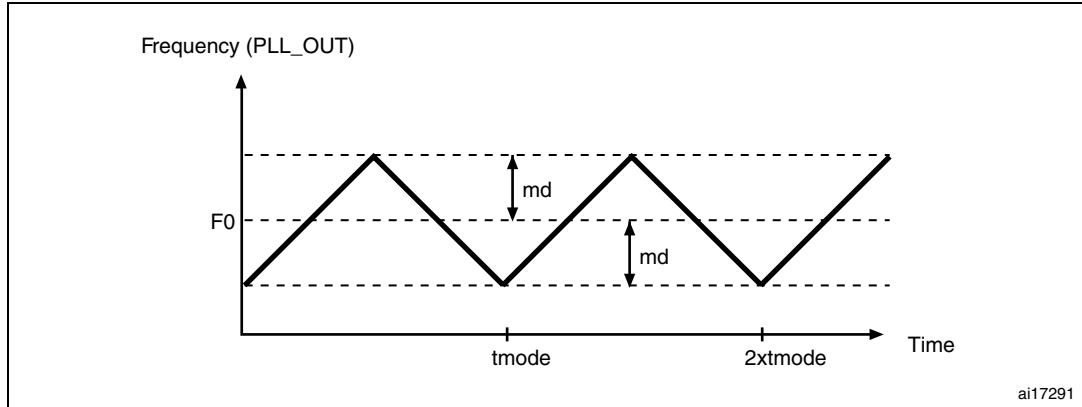 Frequency (PLL_OUT)
md
F0
md
tmode
2xtmode
Time
ai17291